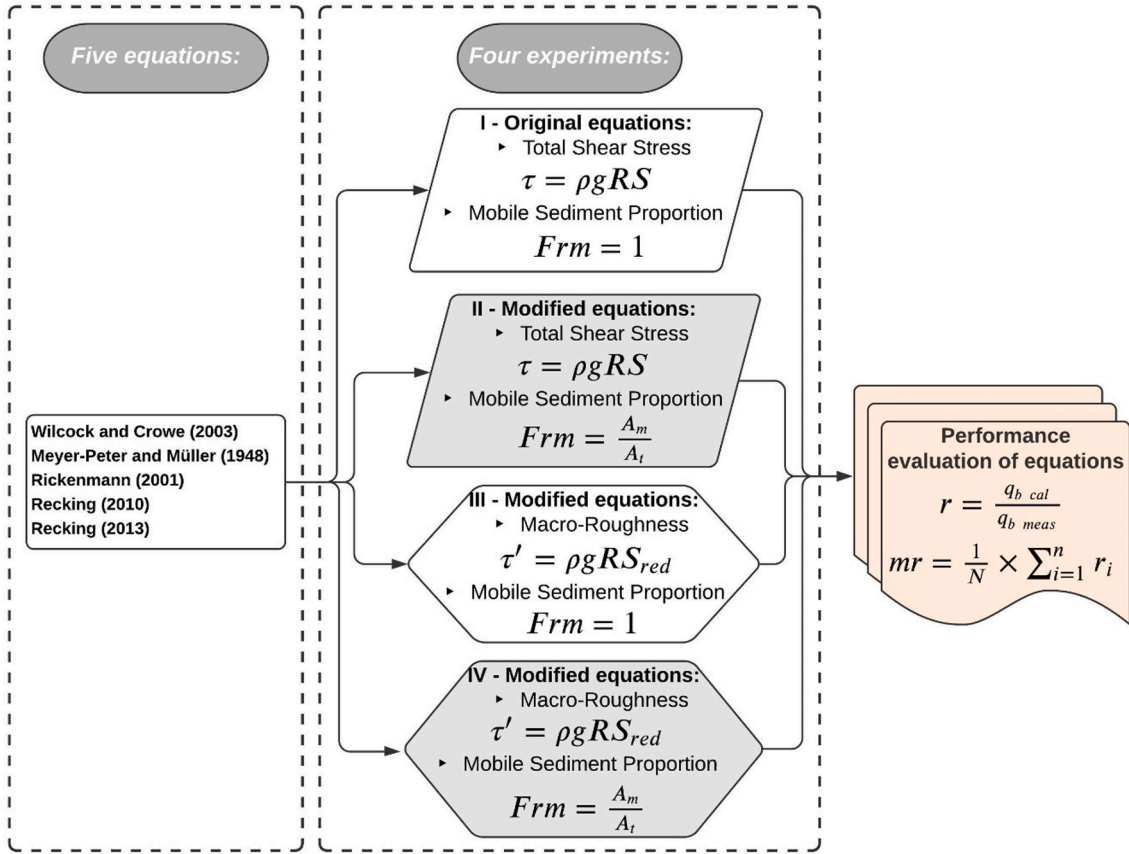 Five equations:
Four experiments:
Wilcock and Crowe (2003)
Meyer-Peter and Müller (1948)
Rickenmann (2001)
Recking (2010)
Recking (2013)
I - Original equations:
‣ Total Shear Stress
τ = ρgRS
‣ Mobile Sediment Proportion
Frm = 1
II - Modified equations:
‣ Total Shear Stress
τ = ρgRS
‣ Mobile Sediment Proportion
Frm = A_m / A_t
III - Modified equations:
‣ Macro-Roughness
τ′ = ρgRS_red
‣ Mobile Sediment Proportion
Frm = 1
IV - Modified equations:
‣ Macro-Roughness
τ′ = ρgRS_red
‣ Mobile Sediment Proportion
Frm = A_m / A_t
Performance
evaluation of equations
r = q_b cal / q_b meas
mr = 1/N × ∑_{i=1}^{n} r_i